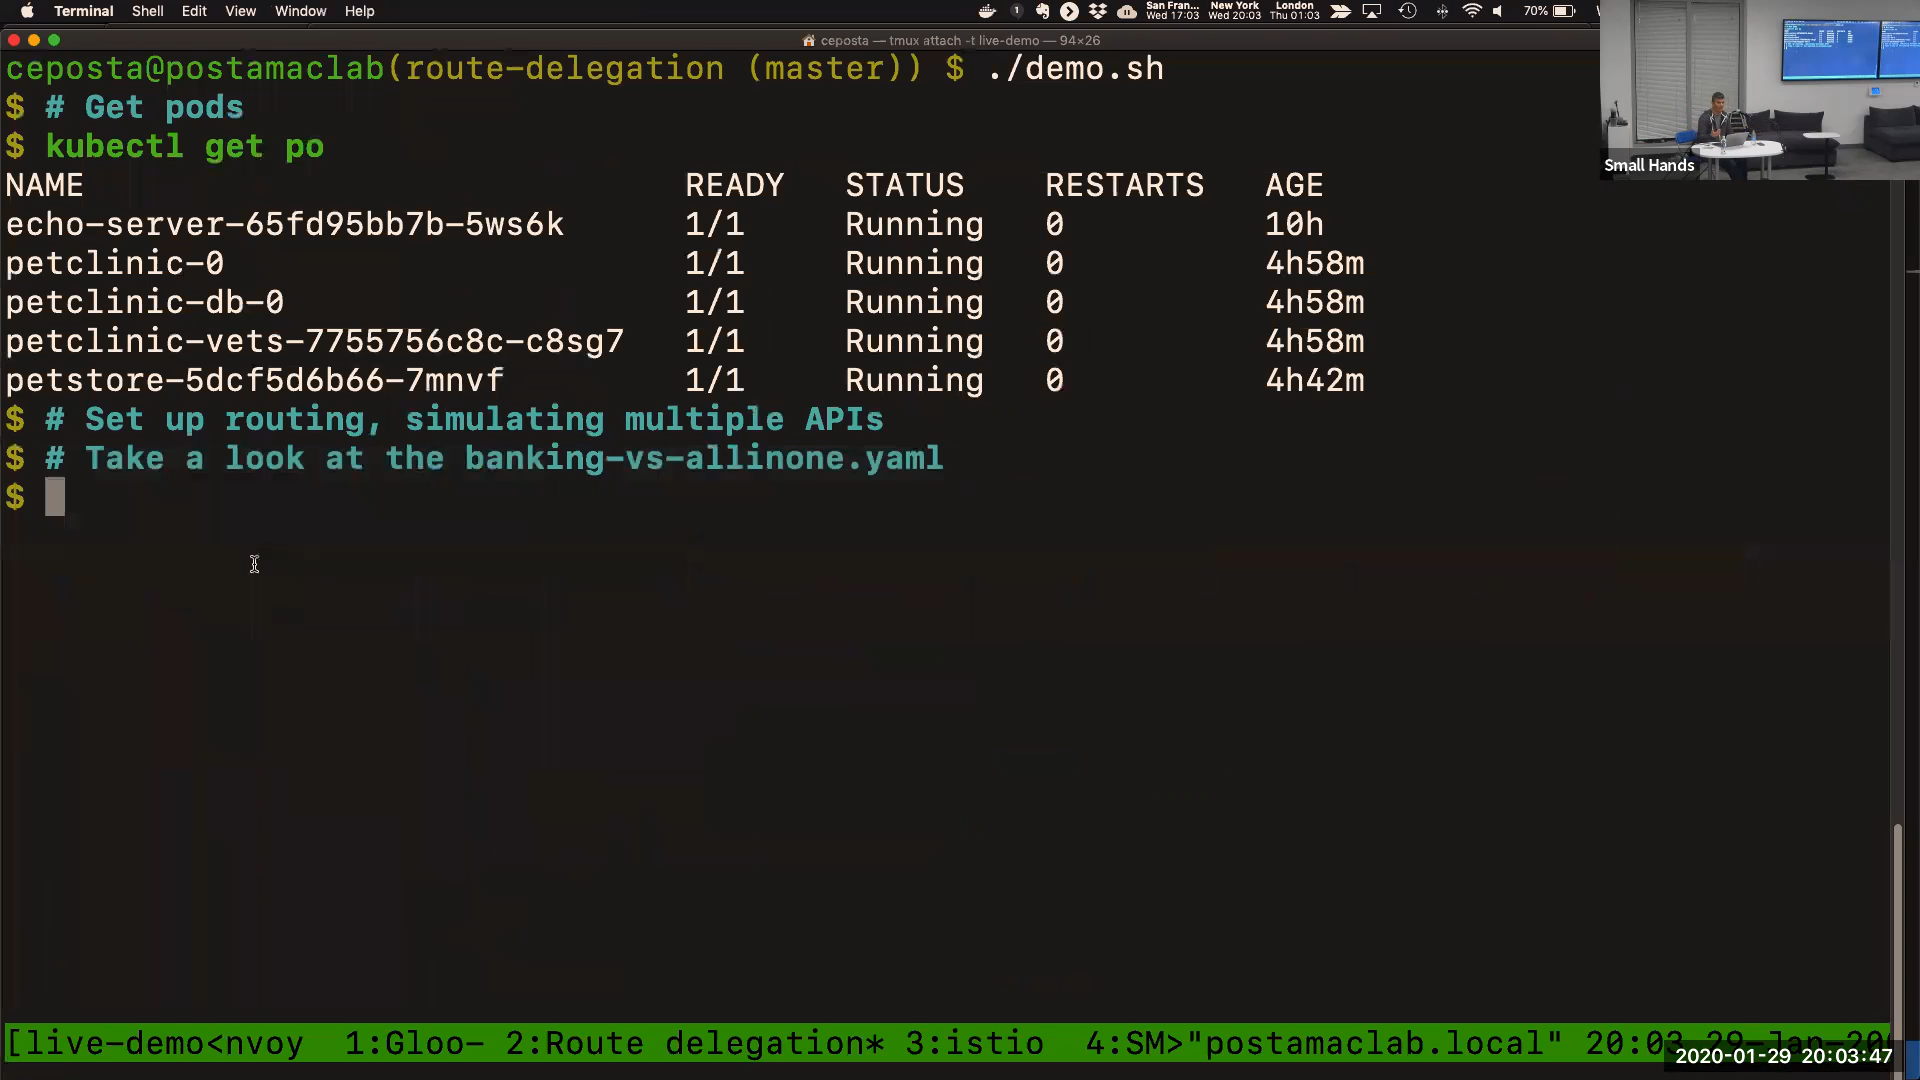 Terminal Shell Edit View Window Help
1 San Fran... Wed 17:03 New York Wed 20:03 London Thu 01:03 70%
ceposta — tmux attach -t live-demo — 94×26
ceposta@postamaclab(route-delegation (master)) $ ./demo.sh
$ # Get pods
$ kubectl get po
NAME READY STATUS RESTARTS AGE
echo-server-65fd95bb7b-5ws6k 1/1 Running 0 10h
petclinic-0 1/1 Running 0 4h58m
petclinic-db-0 1/1 Running 0 4h58m
petclinic-vets-7755756c8c-c8sg7 1/1 Running 0 4h58m
petstore-5dcf5d6b66-7mnvf 1/1 Running 0 4h42m
$ # Set up routing, simulating multiple APIs
$ # Take a look at the banking-vs-allinone.yaml
$
Small Hands
[live-demo<nvoy 1:Gloo- 2:Route delegation* 3:istio 4:SM>"postamaclab.local" 20:03 29-Jan-20
2020-01-29 20:03:47